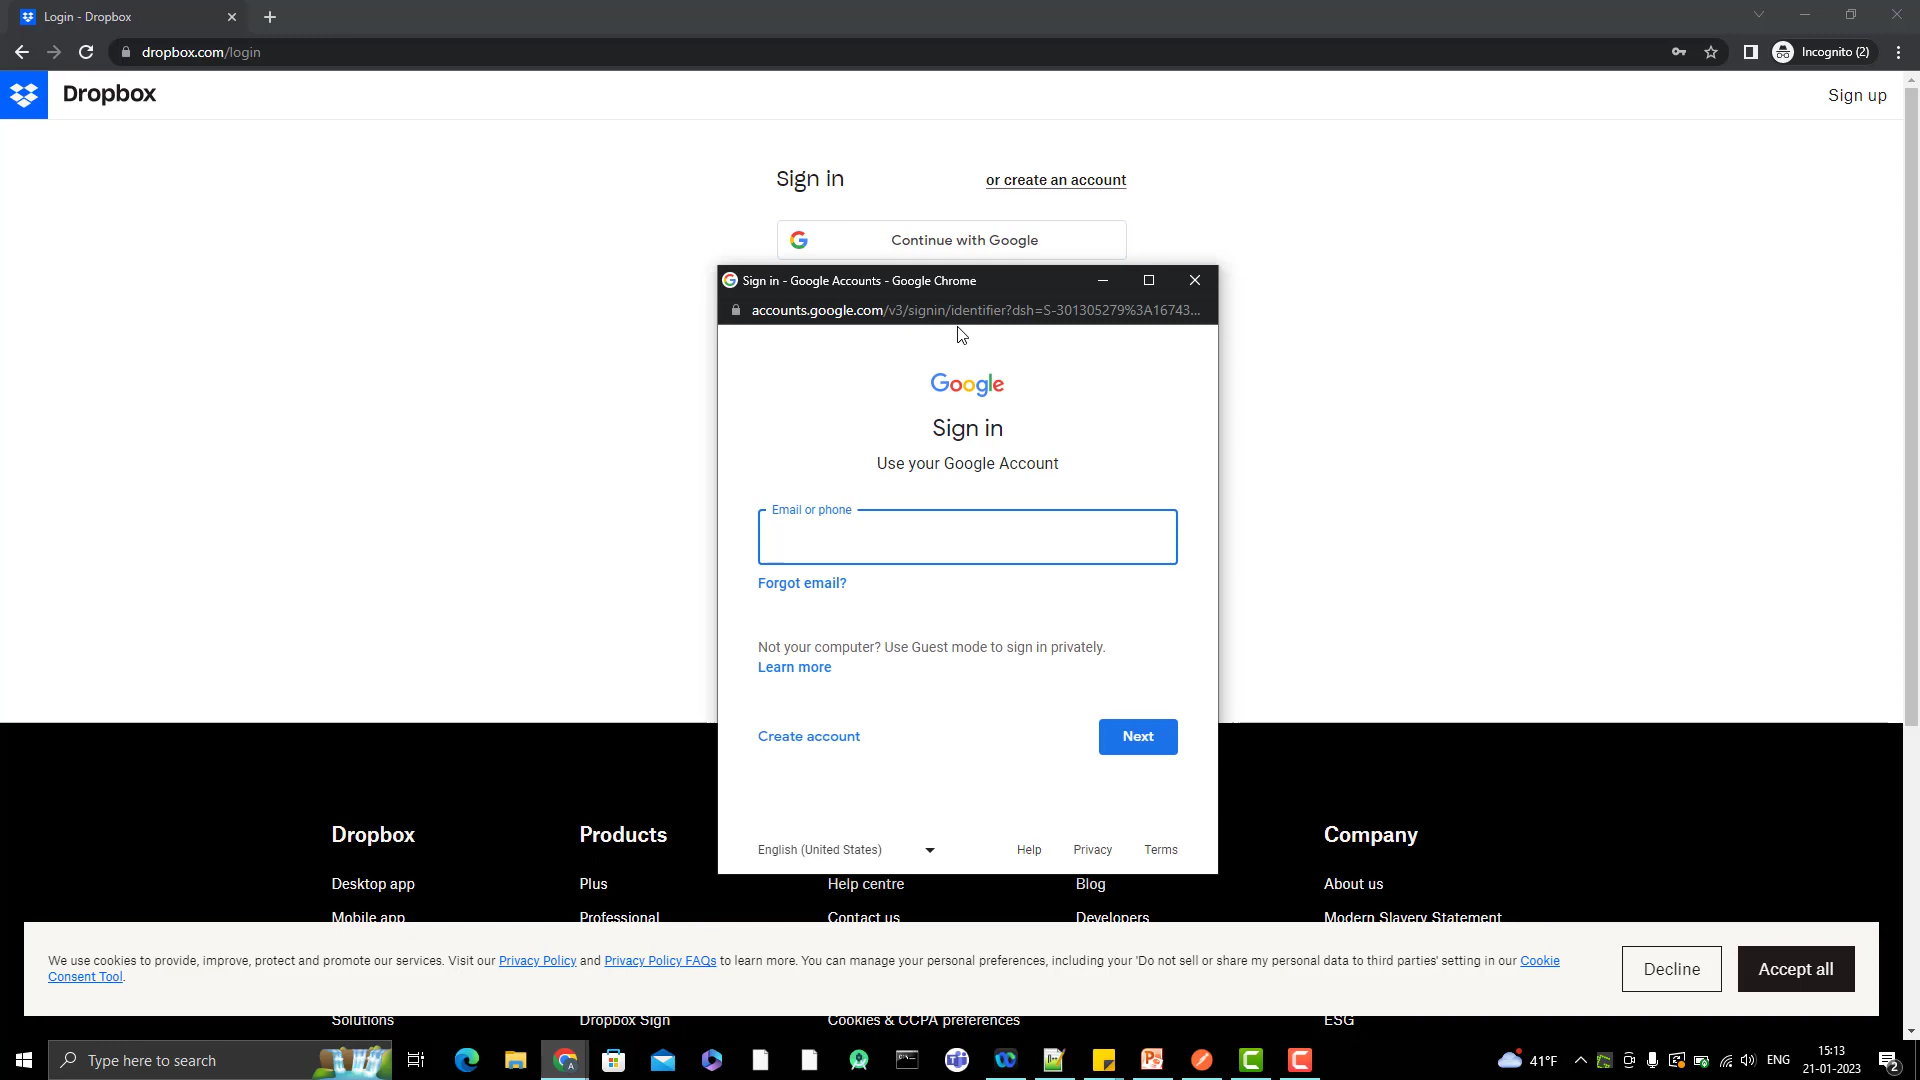 Login - Dropbox
dropbox.com/login
Incognito (2)
Dropbox
Sign up
Sign in
or create an account
Continue with Google
Sign in - Google Accounts - Google Chrome
accounts.google.com/v3/signin/identifier?dsh=S-301305279%3A16743...
Google
Sign in
Use your Google Account
Email or phone
Forgot email?
Not your computer? Use Guest mode to sign in privately.
Learn more
Create account
Next
English (United States)
Help
Privacy
Terms
Dropbox
Products
Company
Desktop app
Plus
Help centre
Blog
About us
Mobile app
Professional
Contact us
Developers
Modern Slavery Statement
We use cookies to provide, improve, protect and promote our services. Visit our Privacy Policy and Privacy Policy FAQs to learn more. You can manage your personal preferences, including your 'Do not sell or share my personal data to third parties' setting in our Cookie
Consent Tool.
Decline
Accept all
Solutions
Dropbox Sign
Cookies & CCPA preferences
ESG
Type here to search
41°F
ENG
15:13
21-01-2023
2